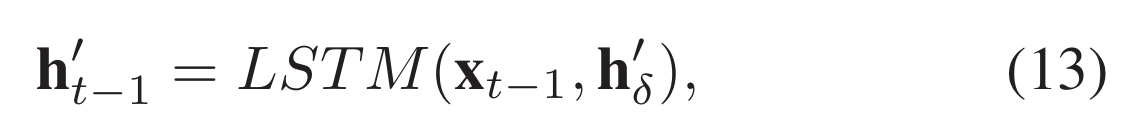 h′_{t−1} = LSTM(x_{t−1}, h′_δ), (13)